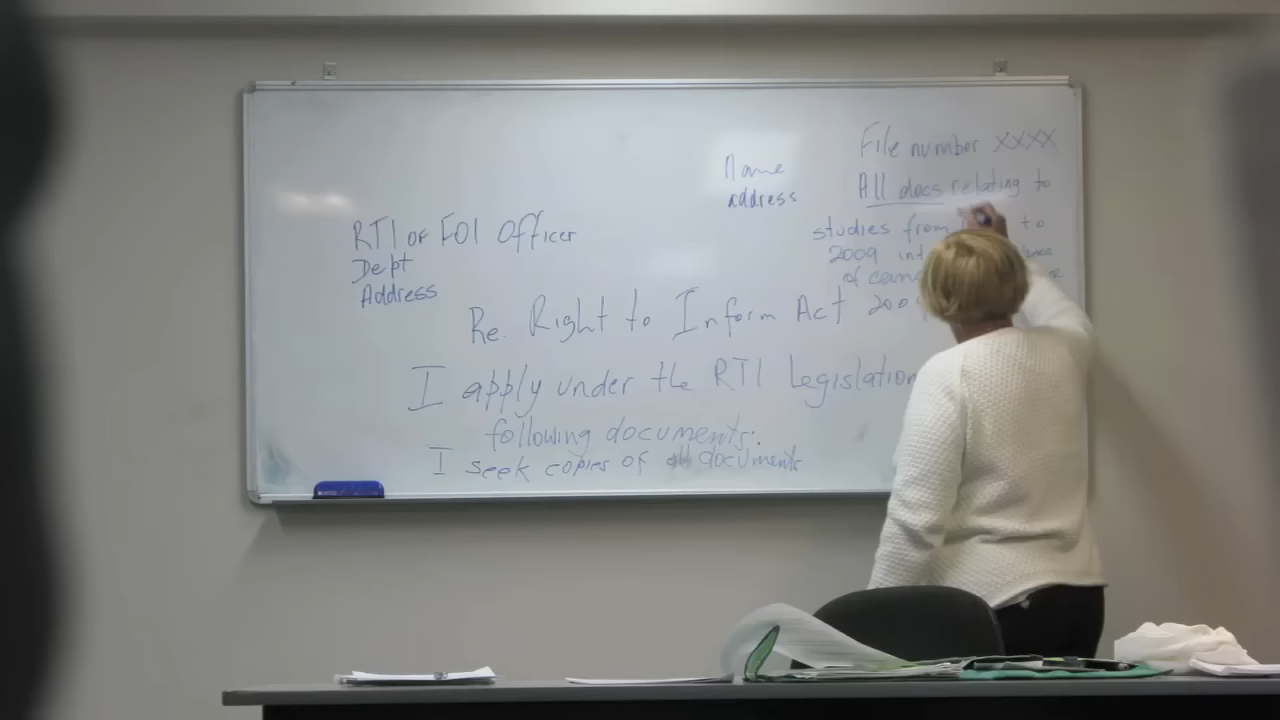 File number XXXX
Name
address
All docs relating to
studies from to
2009
of
RTI or FOI Officer
Dept
Address
Re. Right to Inform Act
I apply under the RTI Legislation
following documents:
I seek copies of all documents